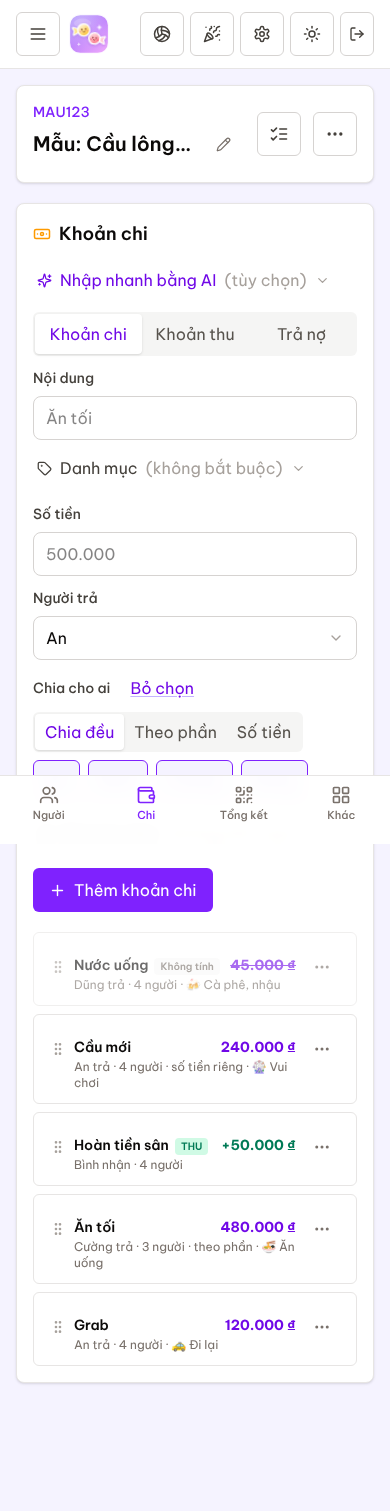 MAU123
Mẫu: Cầu lông...
Khoản chi
Nhập nhanh bằng AI (tùy chọn)
Khoản chi Khoản thu Trả nợ
Nội dung
Ăn tối
Danh mục (không bắt buộc)
Số tiền
500.000
Người trả
An
Chia cho ai Bỏ chọn
Chia đều Theo phần Số tiền
Người Chi Tổng kết Khác
+ Thêm khoản chi
Nước uống Không tính 45.000 ₫
Dũng trả · 4 người · 🍻 Cà phê, nhậu
Cầu mới 240.000 ₫
An trả · 4 người · số tiền riêng · 🎡 Vui
chơi
Hoàn tiền sân THU +50.000 ₫
Bình nhận · 4 người
Ăn tối 480.000 ₫
Cường trả · 3 người · theo phần · 🍜 Ăn
uống
Grab 120.000 ₫
An trả · 4 người · 🚕 Đi lại